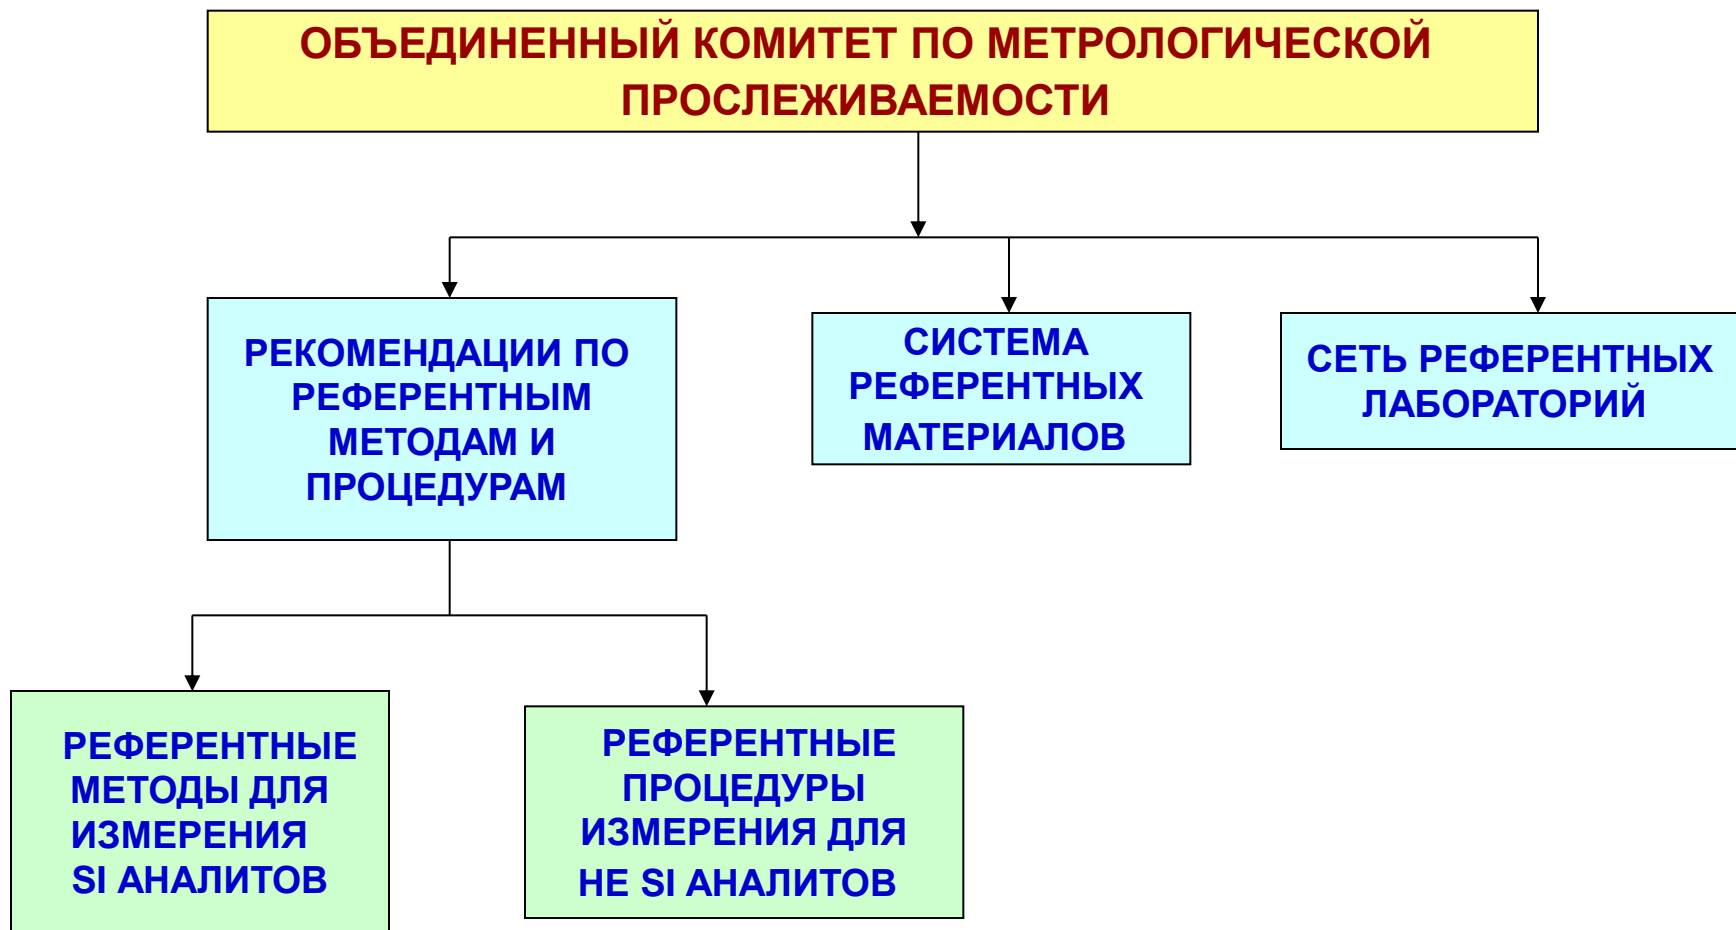 ОБЪЕДИНЕННЫЙ КОМИТЕТ ПО МЕТРОЛОГИЧЕСКОЙ
ПРОСЛЕЖИВАЕМОСТИ
РЕКОМЕНДАЦИИ ПО
РЕФЕРЕНТНЫМ
МЕТОДАМ И
ПРОЦЕДУРАМ
СИСТЕМА
РЕФЕРЕНТНЫХ
МАТЕРИАЛОВ
СЕТЬ РЕФЕРЕНТНЫХ
ЛАБОРАТОРИЙ
РЕФЕРЕНТНЫЕ
МЕТОДЫ ДЛЯ
ИЗМЕРЕНИЯ
SI АНАЛИТОВ
РЕФЕРЕНТНЫЕ
ПРОЦЕДУРЫ
ИЗМЕРЕНИЯ ДЛЯ
НЕ SI АНАЛИТОВ